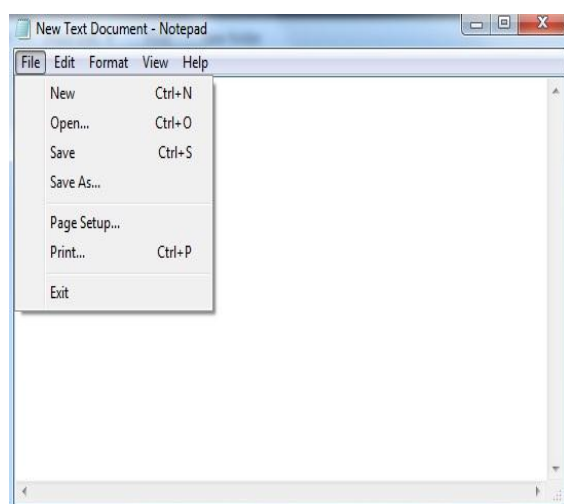 New Text Document - Notepad
File Edit Format View Help
New Ctrl+N
Open... Ctrl+O
Save Ctrl+S
Save As...
Page Setup...
Print... Ctrl+P
Exit